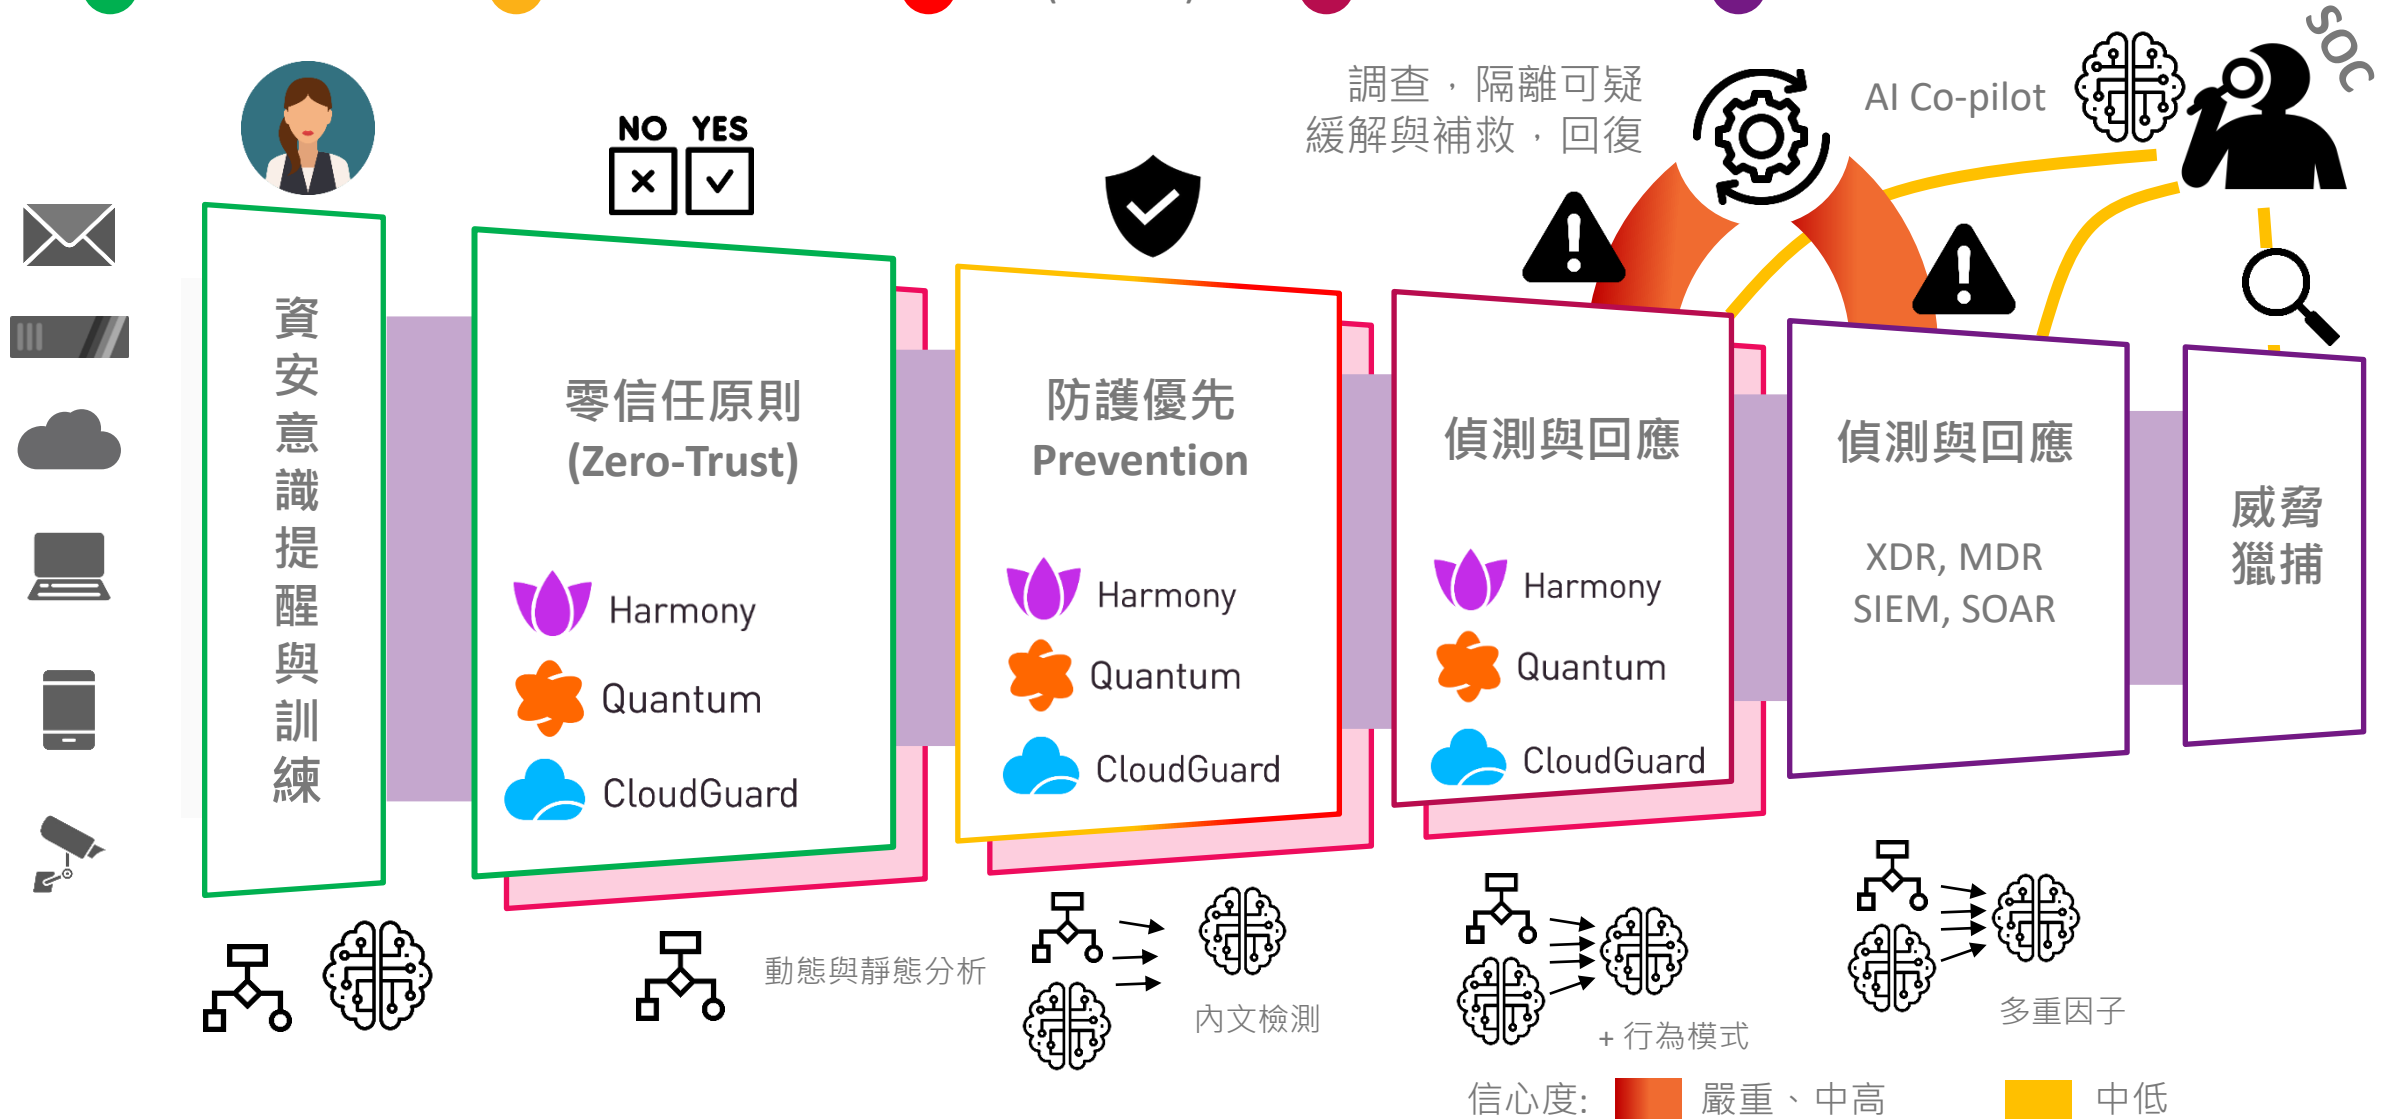 SOC
調查，隔離可疑
緩解與補救，回復
AI Co-pilot
NO YES
資安意識提醒與訓練
零信任原則
(Zero-Trust)
Harmony
Quantum
CloudGuard
防護優先
Prevention
Harmony
Quantum
CloudGuard
偵測與回應
Harmony
Quantum
CloudGuard
偵測與回應
XDR, MDR
SIEM, SOAR
威脅
獵捕
動態與靜態分析
內文檢測
+ 行為模式
多重因子
信心度:
嚴重、中高
中低